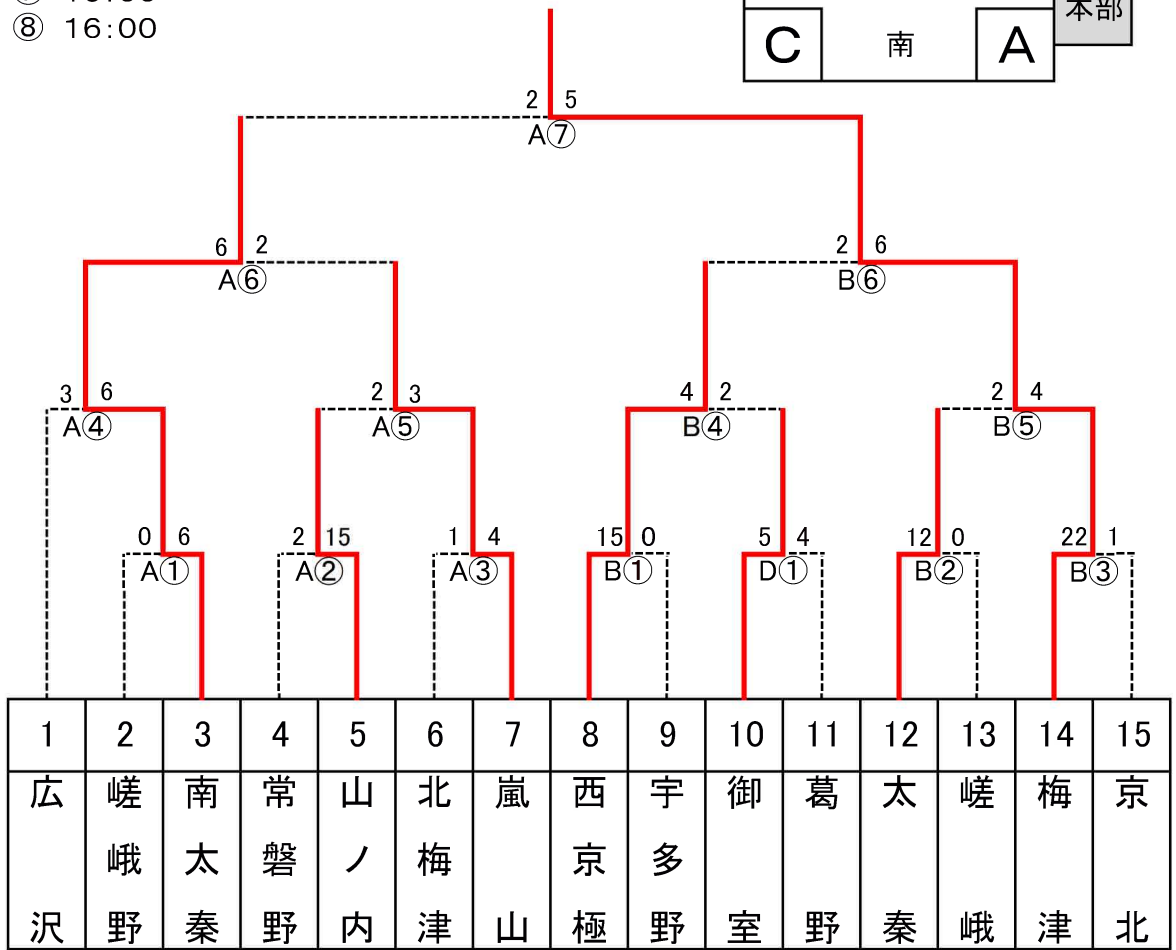 ⑧ 16:00
本部
C 南 A
2 5
A⑦
6 2
A⑥
2 6
B⑥
3 6
A④
2 3
A⑤
4 2
B④
2 4
B⑤
0 6
A①
2 15
A②
1 4
A③
15 0
B①
5 4
D①
12 0
B②
22 1
B③
1 2 3 4 5 6 7 8 9 10 11 12 13 14 15
広沢
嵯峨野
南太秦
常磐野
山ノ内
北梅津
嵐山
西京極
宇多野
御室
葛野
太秦
嵯峨
梅津
京北